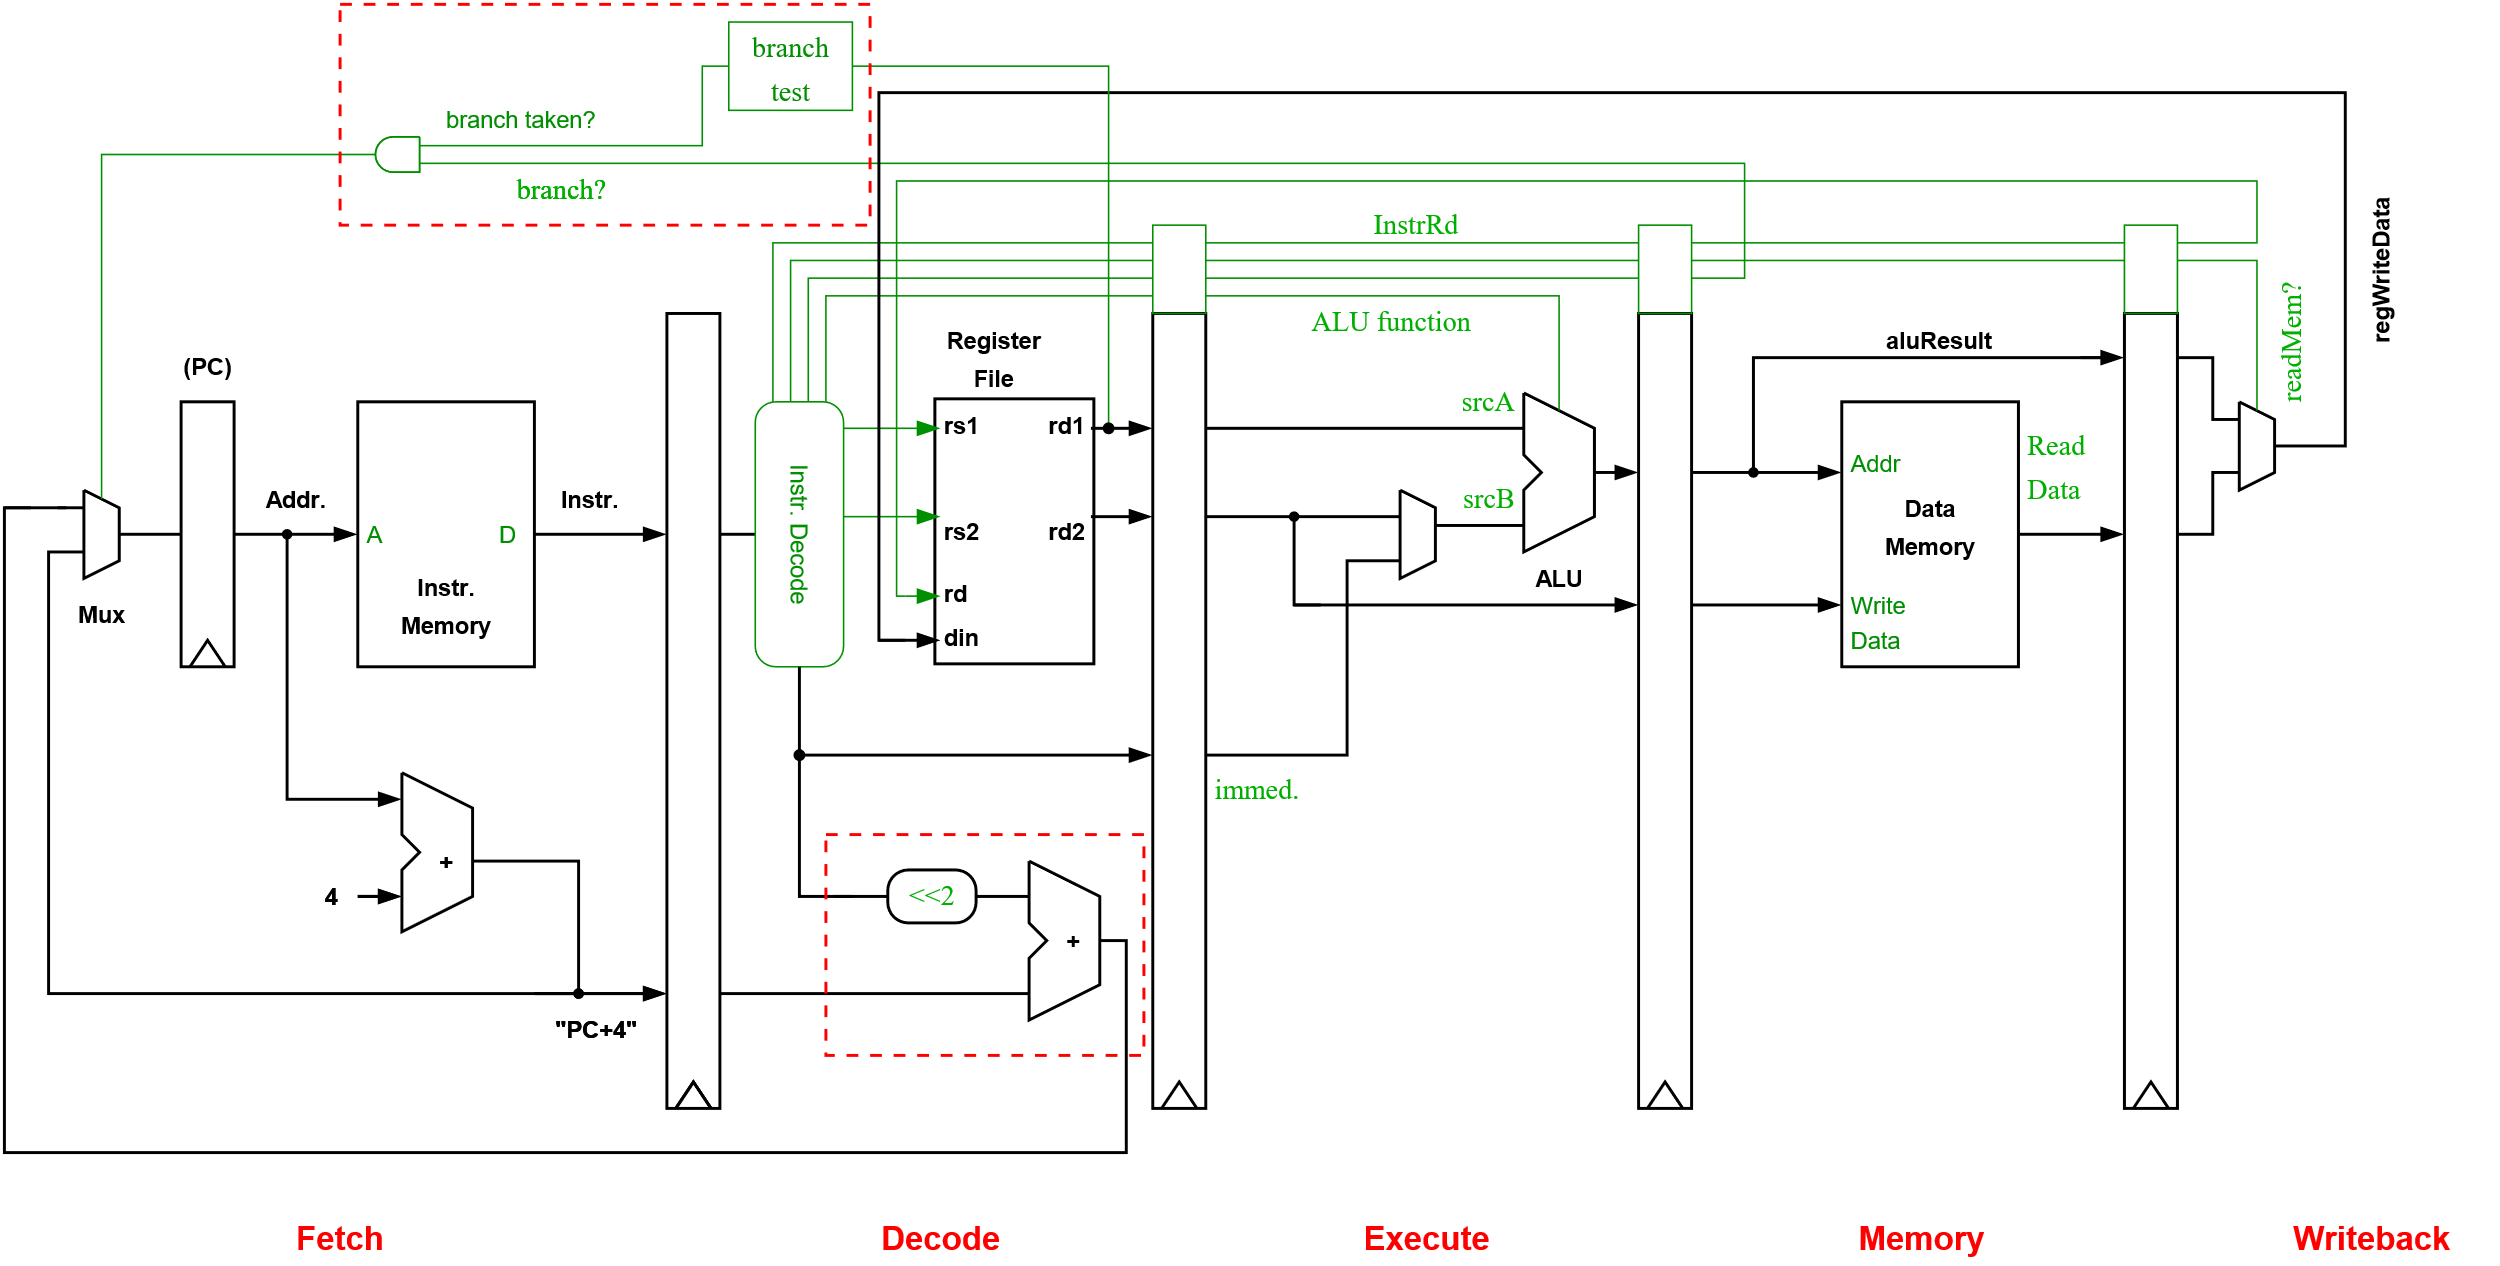 branch
test
branch taken?
branch?
InstrRd
ALU function
readMem?
regWriteData
(PC)
Addr.
A
D
Instr.
Memory
Instr.
Mux
4
+
"PC+4"
Instr. Decode
Register
File
rs1
rs2
rd
din
rd1
rd2
<<2
+
immed.
srcA
srcB
ALU
aluResult
Addr
Data
Memory
Write
Data
Read
Data
Fetch
Decode
Execute
Memory
Writeback